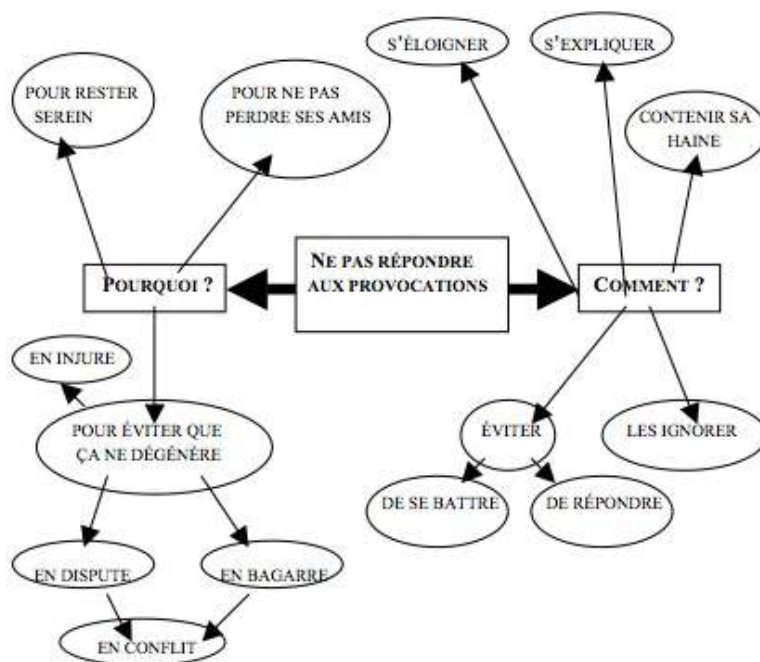 S'ÉLOIGNER
S'EXPLIQUER
POUR RESTER
SEREIN
POUR NE PAS
PERDRE SES AMIS
CONTENIR SA
HAINE
NE PAS RÉPONDRE
AUX PROVOCATIONS
POURQUOI ?
COMMENT ?
EN INJURE
POUR ÉVITER QUE
ÇA NE DÉGÉNÈRE
ÉVITER
LES IGNORER
DE SE BATTRE
DE RÉPONDRE
EN DISPUTE
EN BAGARRE
EN CONFLIT